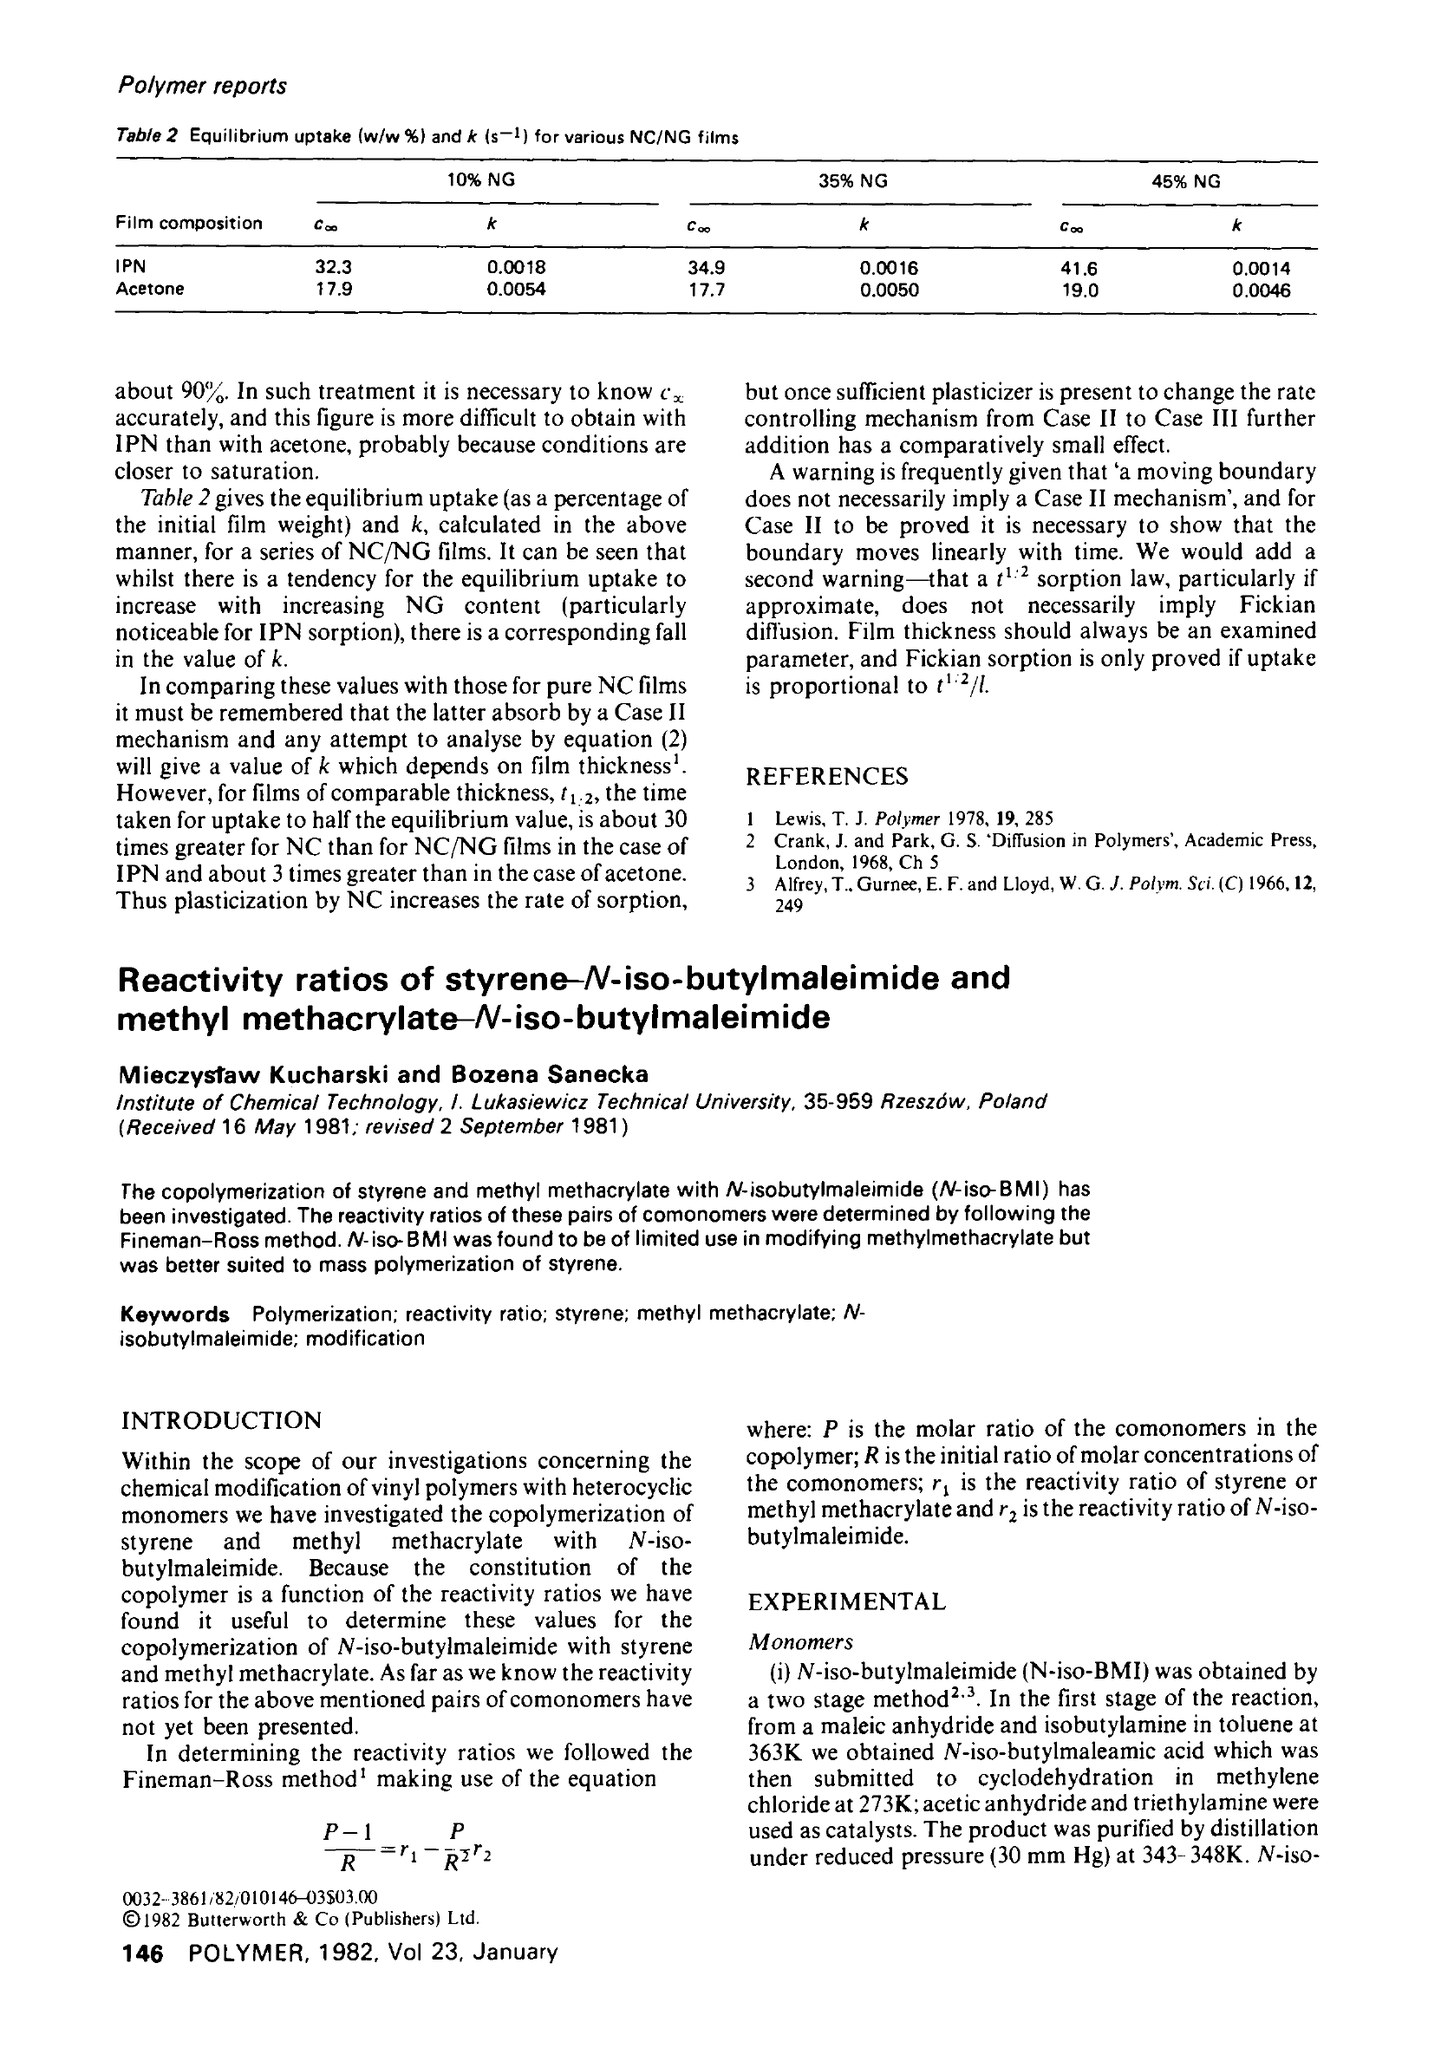 Polymer reports
Table 2 Equilibrium uptake (w/w %) and k (s−1) for various NC/NG films
10% NG 35% NG 45% NG
Film composition c∞ k c∞ k c∞ k
IPN 32.3 0.0018 34.9 0.0016 41.6 0.0014
Acetone 17.9 0.0054 17.7 0.0050 19.0 0.0046
about 90%. In such treatment it is necessary to know c∞
accurately, and this figure is more difficult to obtain with
IPN than with acetone, probably because conditions are
closer to saturation.
Table 2 gives the equilibrium uptake (as a percentage of
the initial film weight) and k, calculated in the above
manner, for a series of NC/NG films. It can be seen that
whilst there is a tendency for the equilibrium uptake to
increase with increasing NG content (particularly
noticeable for IPN sorption), there is a corresponding fall
in the value of k.
In comparing these values with those for pure NC films
it must be remembered that the latter absorb by a Case II
mechanism and any attempt to analyse by equation (2)
will give a value of k which depends on film thickness1.
However, for films of comparable thickness, t1/2, the time
taken for uptake to half the equilibrium value, is about 30
times greater for NC than for NC/NG films in the case of
IPN and about 3 times greater than in the case of acetone.
Thus plasticization by NC increases the rate of sorption,
but once sufficient plasticizer is present to change the rate
controlling mechanism from Case II to Case III further
addition has a comparatively small effect.
A warning is frequently given that ‘a moving boundary
does not necessarily imply a Case II mechanism’, and for
Case II to be proved it is necessary to show that the
boundary moves linearly with time. We would add a
second warning—that a t1/2 sorption law, particularly if
approximate, does not necessarily imply Fickian
diffusion. Film thickness should always be an examined
parameter, and Fickian sorption is only proved if uptake
is proportional to t1/2/l.
REFERENCES
1 Lewis, T. J. Polymer 1978, 19, 285
2 Crank, J. and Park, G. S. ‘Diffusion in Polymers’, Academic Press,
London, 1968, Ch 5
3 Alfrey, T., Gurnee, E. F. and Lloyd, W. G. J. Polym. Sci. (C) 1966, 12,
249
Reactivity ratios of styrene–N-iso-butylmaleimide and
methyl methacrylate–N-iso-butylmaleimide
Mieczysław Kucharski and Bozena Sanecka
Institute of Chemical Technology, I. Lukasiewicz Technical University, 35-959 Rzeszów, Poland
(Received 16 May 1981; revised 2 September 1981)
The copolymerization of styrene and methyl methacrylate with N-isobutylmaleimide (N-iso-BMI) has
been investigated. The reactivity ratios of these pairs of comonomers were determined by following the
Fineman–Ross method. N-iso-BMI was found to be of limited use in modifying methylmethacrylate but
was better suited to mass polymerization of styrene.
Keywords Polymerization; reactivity ratio; styrene; methyl methacrylate; N-
isobutylmaleimide; modification
INTRODUCTION
Within the scope of our investigations concerning the
chemical modification of vinyl polymers with heterocyclic
monomers we have investigated the copolymerization of
styrene and methyl methacrylate with N-iso-
butylmaleimide. Because the constitution of the
copolymer is a function of the reactivity ratios we have
found it useful to determine these values for the
copolymerization of N-iso-butylmaleimide with styrene
and methyl methacrylate. As far as we know the reactivity
ratios for the above mentioned pairs of comonomers have
not yet been presented.
In determining the reactivity ratios we followed the
Fineman–Ross method1 making use of the equation
(P−1)/R = r1 − (P/R2) r2
where: P is the molar ratio of the comonomers in the
copolymer; R is the initial ratio of molar concentrations of
the comonomers; r1 is the reactivity ratio of styrene or
methyl methacrylate and r2 is the reactivity ratio of N-iso-
butylmaleimide.
EXPERIMENTAL
Monomers
(i) N-iso-butylmaleimide (N-iso-BMI) was obtained by
a two stage method2,3. In the first stage of the reaction,
from a maleic anhydride and isobutylamine in toluene at
363K we obtained N-iso-butylmaleamic acid which was
then submitted to cyclodehydration in methylene
chloride at 273K; acetic anhydride and triethylamine were
used as catalysts. The product was purified by distillation
under reduced pressure (30 mm Hg) at 343–348K. N-iso-
0032-3861/82/010146-03$03.00
©1982 Butterworth & Co (Publishers) Ltd.
146 POLYMER, 1982, Vol 23, January